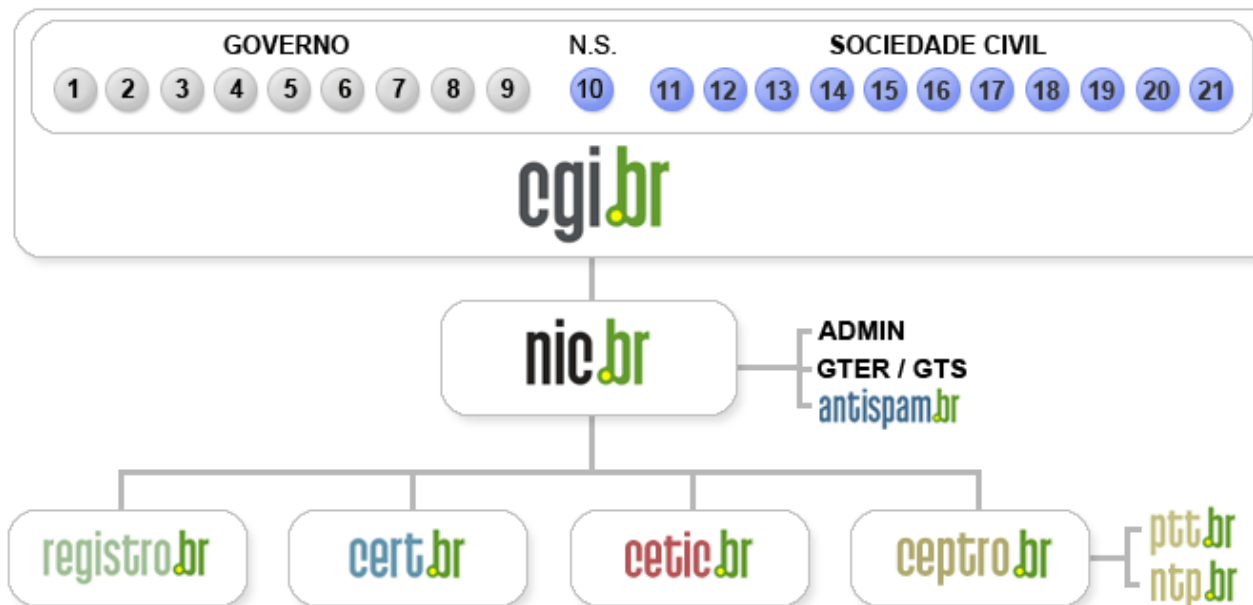 GOVERNO N.S. SOCIEDADE CIVIL
1 2 3 4 5 6 7 8 9 10 11 12 13 14 15 16 17 18 19 20 21
cgi.br
nic.br
ADMIN
GTER / GTS
antispam.br
registro.br cert.br cetic.br ceptro.br
ptt.br
ntp.br